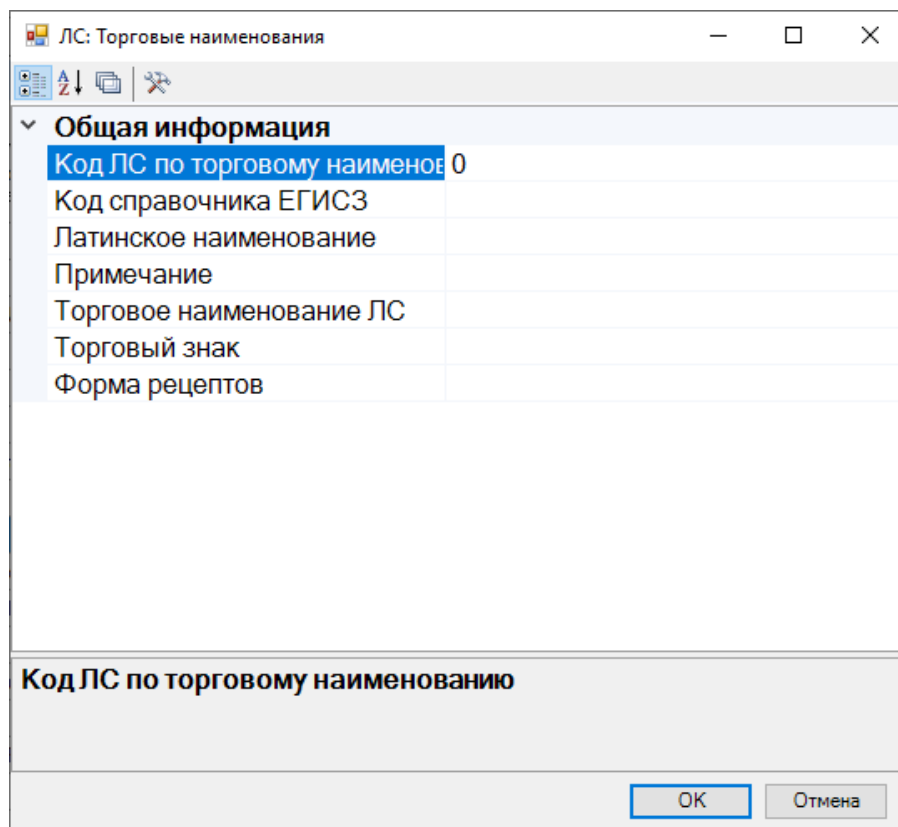 ЛС: Торговые наименования
Общая информация
Код ЛС по торговому наименов 0
Код справочника ЕГИСЗ
Латинское наименование
Примечание
Торговое наименование ЛС
Торговый знак
Форма рецептов
Код ЛС по торговому наименованию
OK Отмена